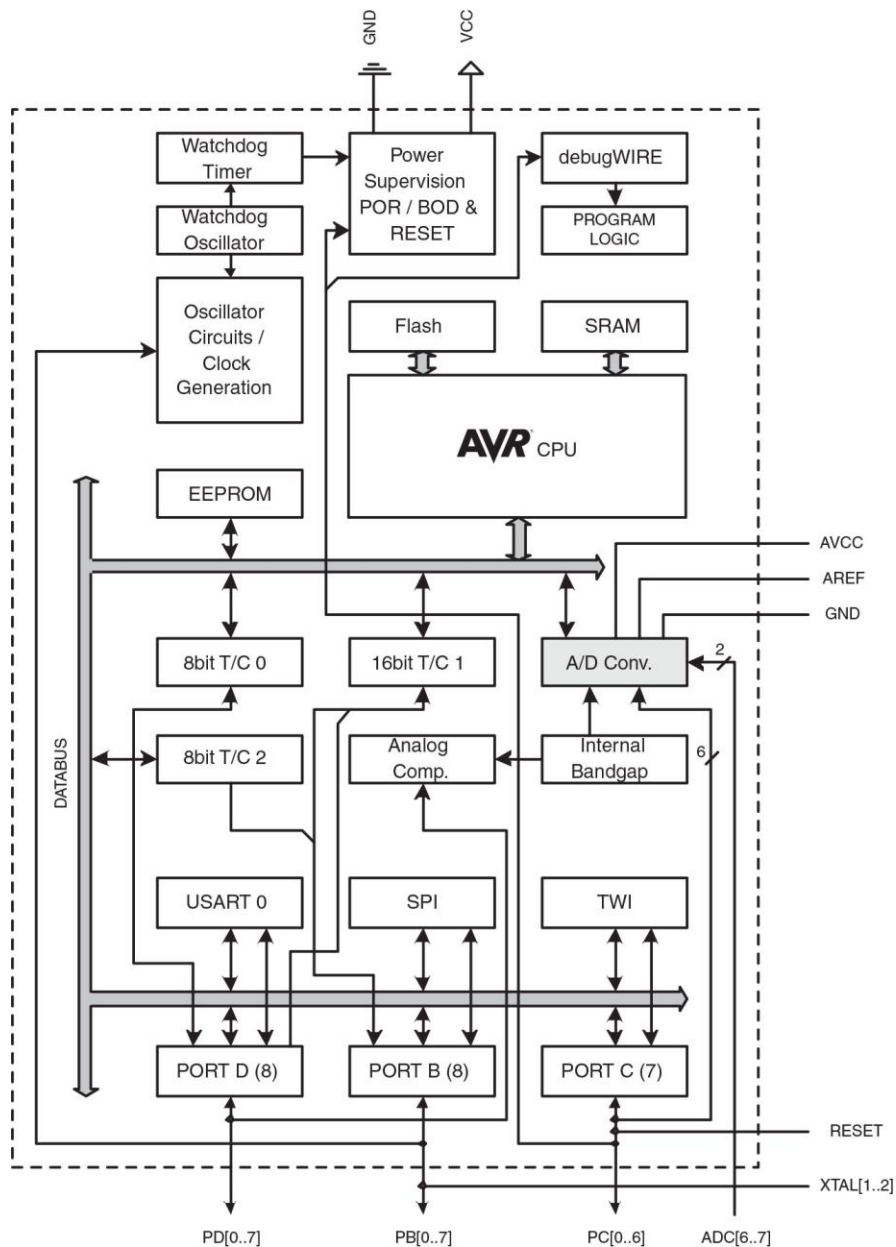 GND
VCC
Watchdog
Timer
Power
Supervision
POR / BOD &
RESET
debugWIRE
Watchdog
Oscillator
PROGRAM
LOGIC
Oscillator
Circuits /
Clock
Generation
Flash
SRAM
AVR® CPU
EEPROM
AVCC
AREF
GND
8bit T/C 0
16bit T/C 1
A/D Conv.
2
8bit T/C 2
Analog
Comp.
Internal
Bandgap
6
DATABUS
USART 0
SPI
TWI
PORT D (8)
PORT B (8)
PORT C (7)
RESET
XTAL[1..2]
PD[0..7]
PB[0..7]
PC[0..6]
ADC[6..7]